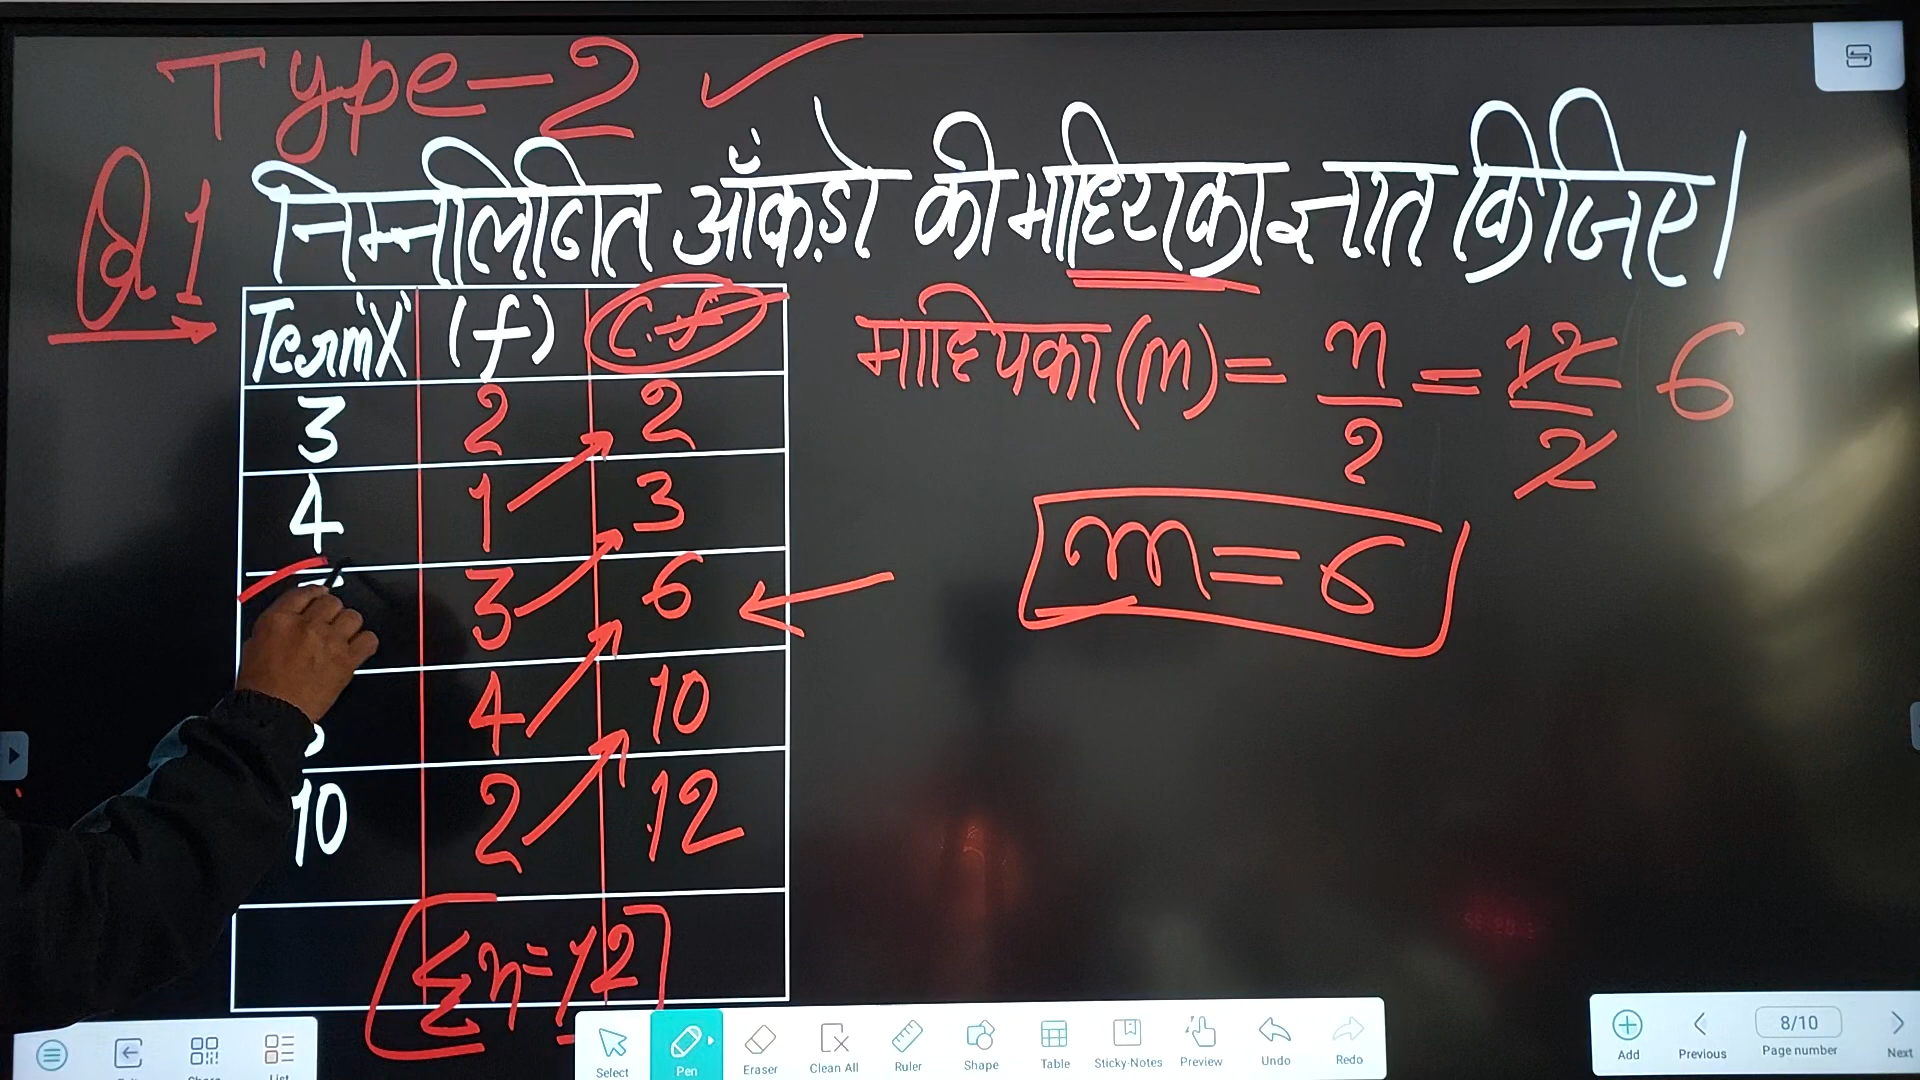 Type-2 ✓
Q.1 निम्नलिखित आँकड़ो की माध्यिका ज्ञात कीजिए।
Term'X' (f) C.f
माध्यिका (m) = n/2 = 12/2 6
3 2 2
4 1 3
3 6
m = 6
4 10
10 2 12
Σn=12
Select Pen Eraser Clean All Ruler Shape Table Sticky-Notes Preview Undo Redo
Add Previous 8/10 Page number Next